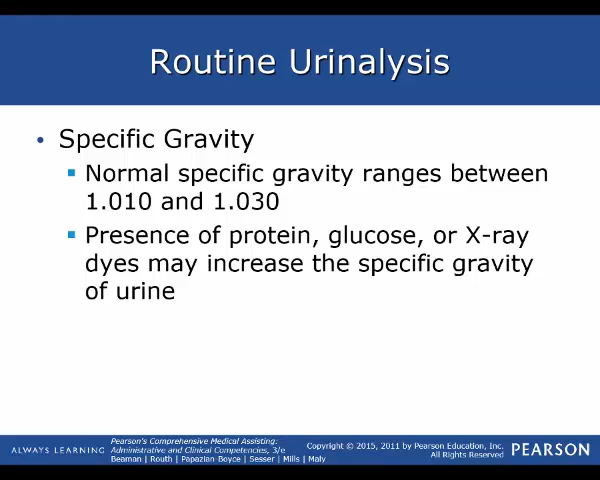 Routine Urinalysis
• Specific Gravity
▪ Normal specific gravity ranges between
1.010 and 1.030
▪ Presence of protein, glucose, or X-ray
dyes may increase the specific gravity
of urine
ALWAYS LEARNING
Pearson's Comprehensive Medical Assisting:
Administrative and Clinical Competencies, 3/e
Beaman | Routh | Papazian-Boyce | Sesser | Mills | Maly
Copyright © 2015, 2011 by Pearson Education, Inc.
All Rights Reserved
PEARSON